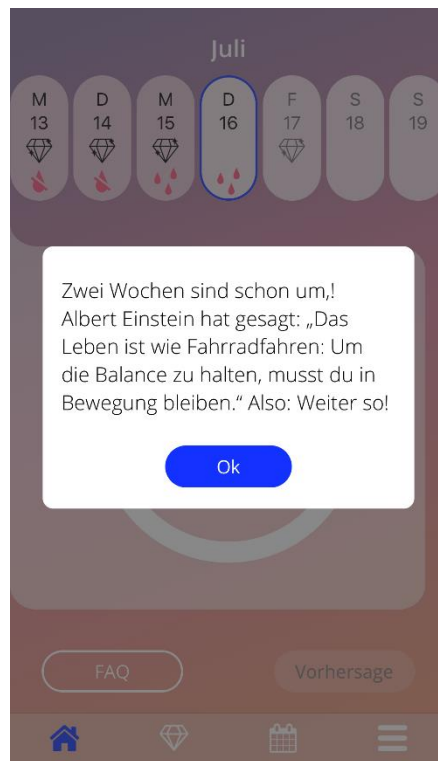 Juli
M D M D F S S
13 14 15 16 17 18 19
Zwei Wochen sind schon um,!
Albert Einstein hat gesagt: „Das
Leben ist wie Fahrradfahren: Um
die Balance zu halten, musst du in
Bewegung bleiben.“ Also: Weiter so!
Ok
FAQ Vorhersage